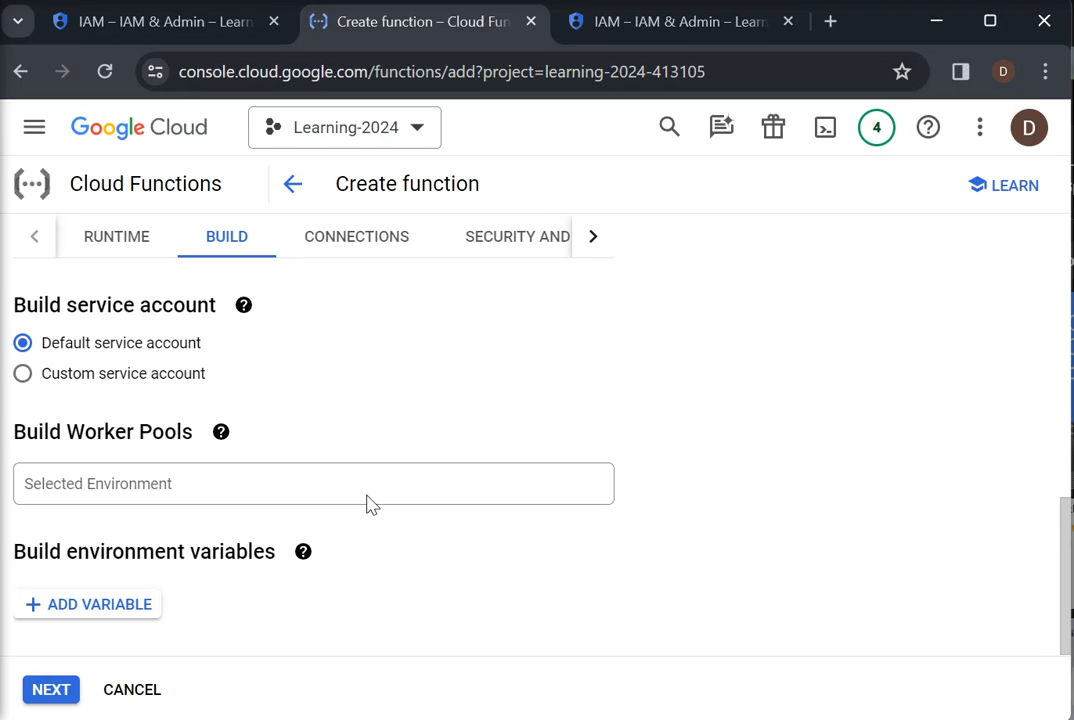 IAM – IAM & Admin – Learn
Create function – Cloud Fun
IAM – IAM & Admin – Learn
console.cloud.google.com/functions/add?project=learning-2024-413105
D
Google Cloud
Learning-2024
4
D
Cloud Functions
Create function
LEARN
RUNTIME
BUILD
CONNECTIONS
SECURITY AND
Build service account
Default service account
Custom service account
Build Worker Pools
Selected Environment
Build environment variables
+ ADD VARIABLE
NEXT
CANCEL